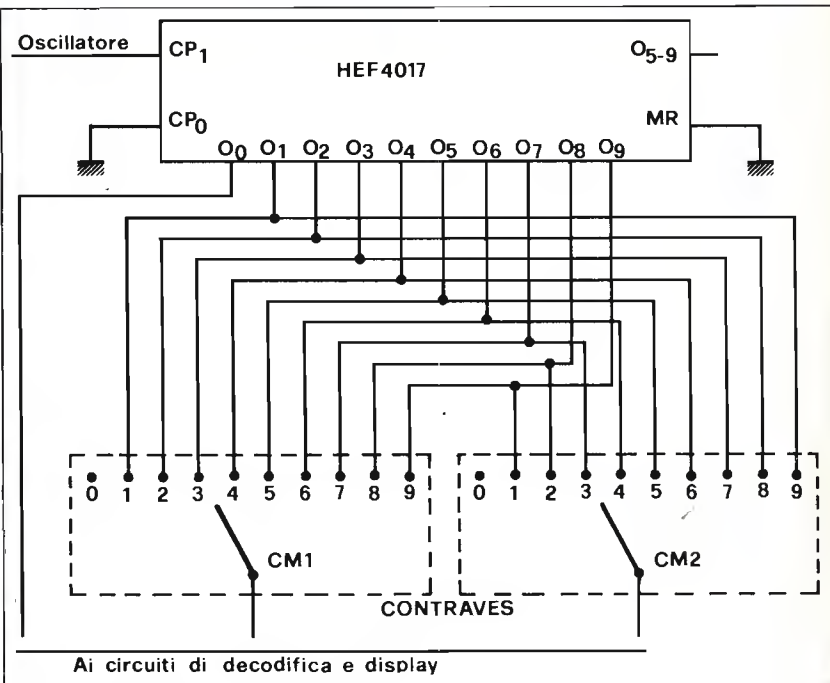 Oscillatore
CP1
HEF4017
O5-9
CP0
MR
O0 O1 O2 O3 O4 O5 O6 O7 O8 O9
0 1 2 3 4 5 6 7 8 9
0 1 2 3 4 5 6 7 8 9
CM1
CM2
CONTRAVES
Ai circuiti di decodifica e display